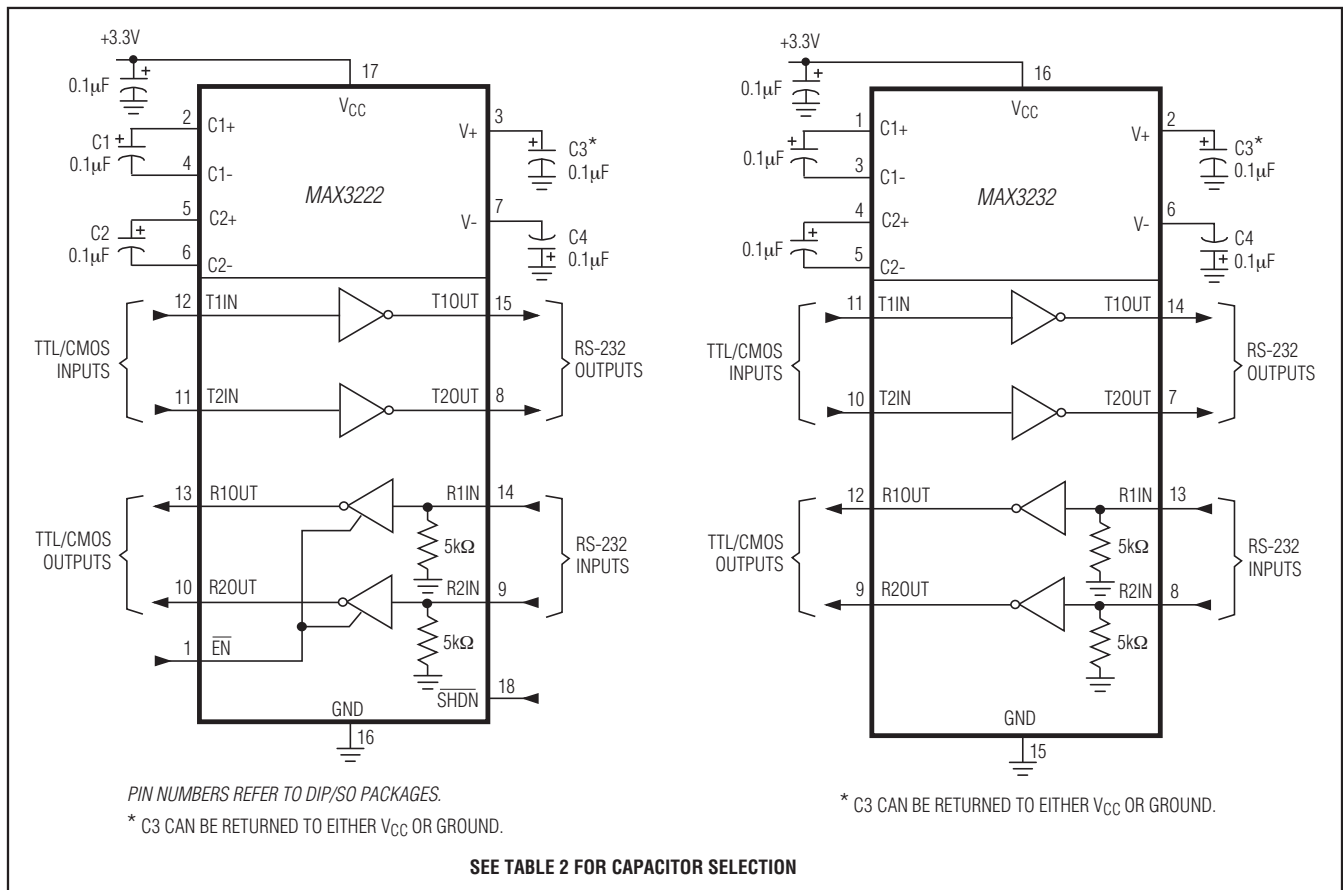 +3.3V
0.1µF
17
VCC
2
C1+
C1
0.1µF
4
C1-
5
C2+
C2
0.1µF
6
C2-
3
V+
C3*
0.1µF
MAX3222
7
V-
C4
0.1µF
12
T1IN
T1OUT
15
TTL/CMOS
INPUTS
RS-232
OUTPUTS
11
T2IN
T2OUT
8
13
R1OUT
R1IN
14
5kΩ
TTL/CMOS
OUTPUTS
RS-232
INPUTS
10
R2OUT
R2IN
9
5kΩ
1
EN
18
SHDN
GND
16
PIN NUMBERS REFER TO DIP/SO PACKAGES.
* C3 CAN BE RETURNED TO EITHER VCC OR GROUND.
+3.3V
0.1µF
16
VCC
1
C1+
0.1µF
3
C1-
4
C2+
0.1µF
5
C2-
2
V+
C3*
0.1µF
MAX3232
6
V-
C4
0.1µF
11
T1IN
T1OUT
14
TTL/CMOS
INPUTS
RS-232
OUTPUTS
10
T2IN
T2OUT
7
12
R1OUT
R1IN
13
5kΩ
TTL/CMOS
OUTPUTS
RS-232
INPUTS
9
R2OUT
R2IN
8
5kΩ
GND
15
* C3 CAN BE RETURNED TO EITHER VCC OR GROUND.
SEE TABLE 2 FOR CAPACITOR SELECTION